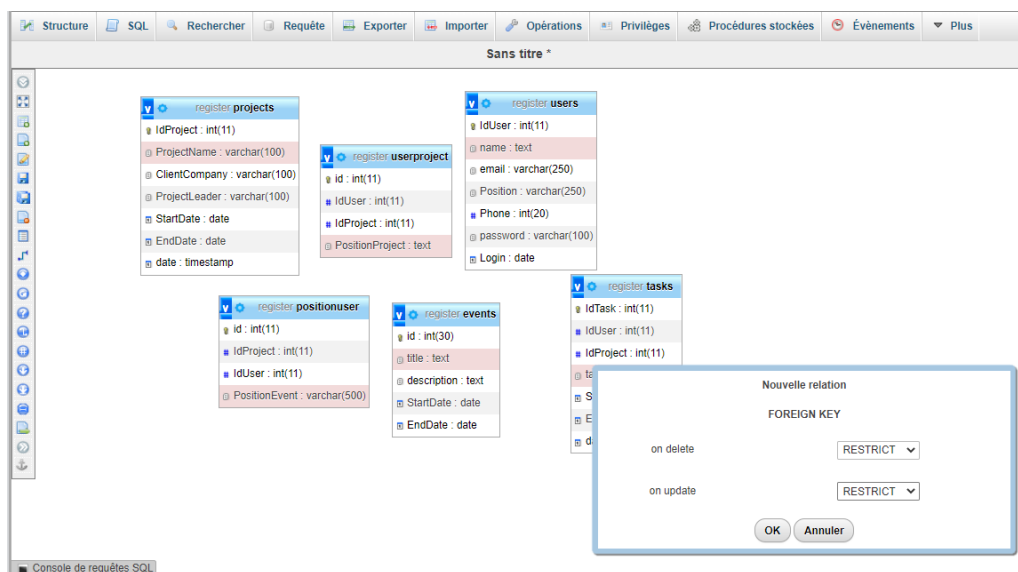 Structure SQL Rechercher Requête Exporter Importer Opérations Privilèges Procédures stockées Évènements Plus
Sans titre *
register projects
IdProject : int(11)
ProjectName : varchar(100)
ClientCompany : varchar(100)
ProjectLeader : varchar(100)
StartDate : date
EndDate : date
date : timestamp
register userproject
id : int(11)
IdUser : int(11)
IdProject : int(11)
PositionProject : text
register users
IdUser : int(11)
name : text
email : varchar(250)
Position : varchar(250)
Phone : int(20)
password : varchar(100)
Login : date
register positionuser
id : int(11)
IdProject : int(11)
IdUser : int(11)
PositionEvent : varchar(500)
register events
id : int(30)
title : text
description : text
StartDate : date
EndDate : date
register tasks
IdTask : int(11)
IdUser : int(11)
IdProject : int(11)
Nouvelle relation
FOREIGN KEY
on delete RESTRICT
on update RESTRICT
OK Annuler
Console de requêtes SQL